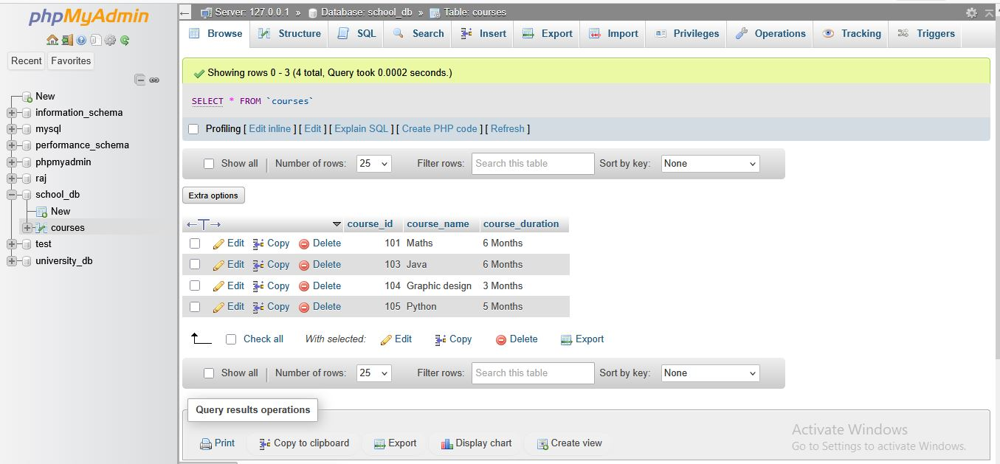 phpMyAdmin
Recent Favorites
New
information_schema
mysql
performance_schema
phpmyadmin
raj
school_db
New
courses
test
university_db
Server: 127.0.0.1 » Database: school_db » Table: courses
Browse Structure SQL Search Insert Export Import Privileges Operations Tracking Triggers
Showing rows 0 - 3 (4 total, Query took 0.0002 seconds.)
SELECT * FROM `courses`
Profiling [ Edit inline ] [ Edit ] [ Explain SQL ] [ Create PHP code ] [ Refresh ]
Show all Number of rows: 25 Filter rows: Search this table Sort by key: None
Extra options
←T→ course_id course_name course_duration
Edit Copy Delete 101 Maths 6 Months
Edit Copy Delete 103 Java 6 Months
Edit Copy Delete 104 Graphic design 3 Months
Edit Copy Delete 105 Python 5 Months
Check all With selected: Edit Copy Delete Export
Show all Number of rows: 25 Filter rows: Search this table Sort by key: None
Query results operations
Print Copy to clipboard Export Display chart Create view
Activate Windows
Go to Settings to activate Windows.